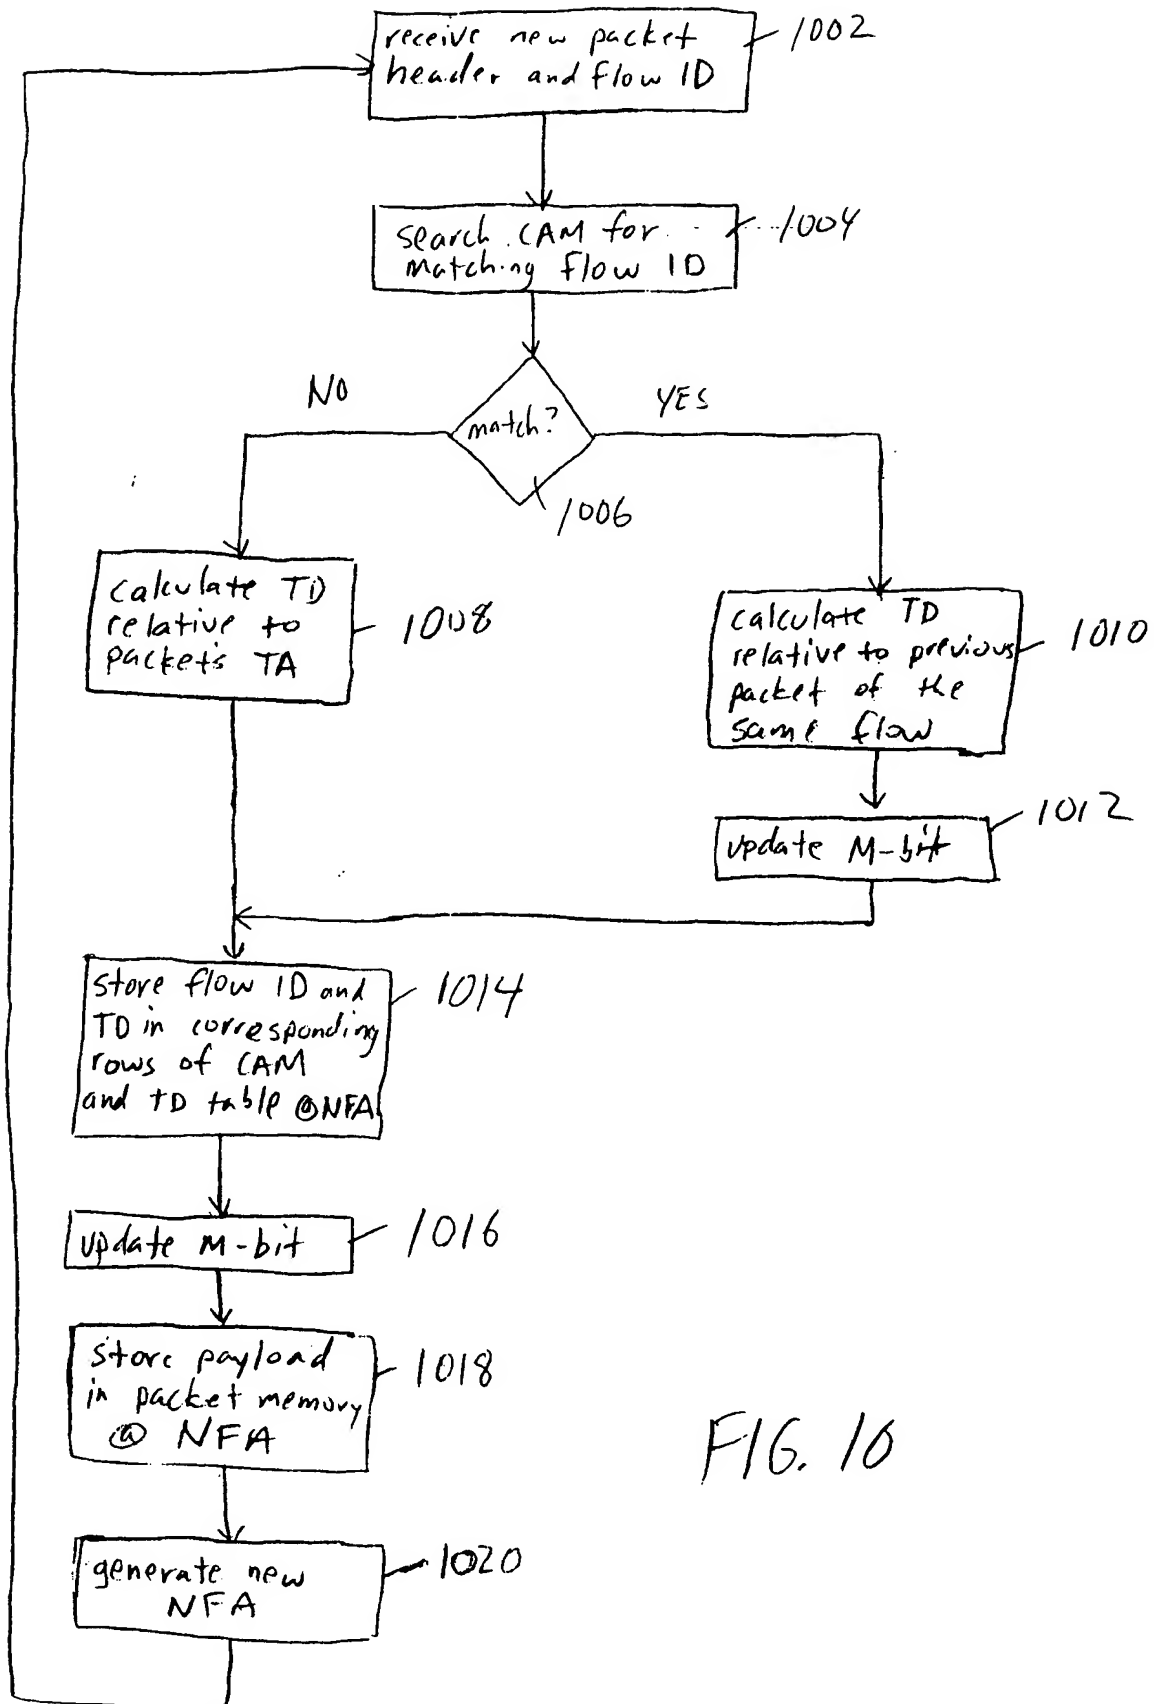 receive new packet
header and flow ID
1002
search CAM for
matching flow ID
1004
NO
match?
YES
1006
calculate TD
relative to
packets TA
1008
calculate TD
relative to previous
packet of the
same flow
1010
update M-bit
1012
store flow ID and
TD in corresponding
rows of CAM
and TD table @NFA
1014
update M-bit
1016
store payload
in packet memory
@ NFA
1018
generate new
NFA
1020
FIG. 10